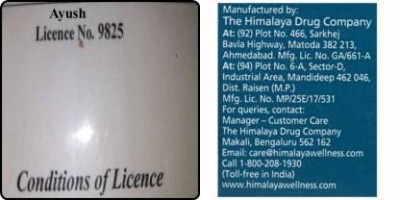 Ayush
Licence No. 9825
Conditions of Licence
Manufactured by:
The Himalaya Drug Company
At: (92) Plot No. 466, Sarkhej
Bavla Highway, Matoda 382 213,
Ahmedabad. Mfg. Lic. No. GA/661-A
At: (94) Plot No. 6-A, Sector-D,
Industrial Area, Mandideep 462 046,
Dist. Raisen (M.P.)
Mfg. Lic. No. MP/25E/17/531
For queries, contact:
Manager – Customer Care
The Himalaya Drug Company
Makali, Bengaluru 562 162
Email: care@himalayawellness.com
Call 1-800-208-1930
(Toll-free in India)
www.himalayawellness.com